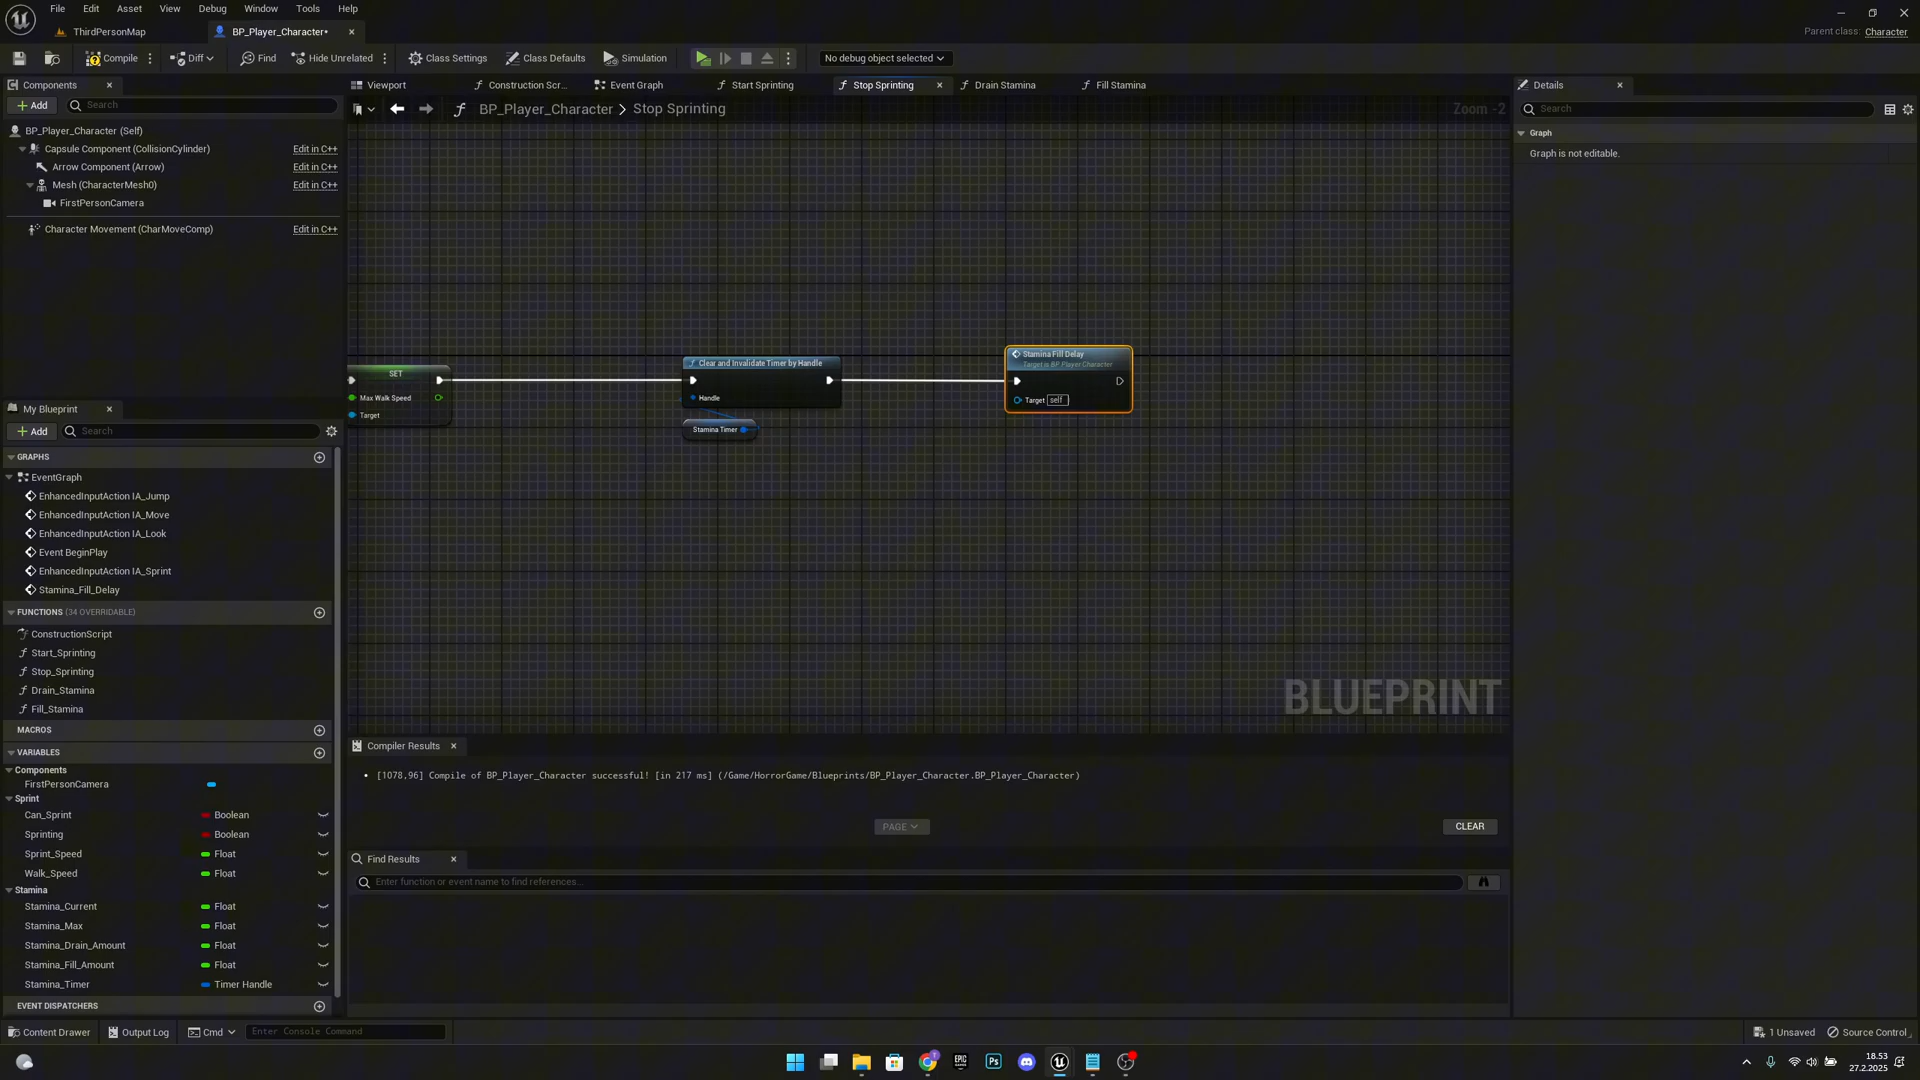 File Edit Asset View Debug Window Tools Help
ThirdPersonMap
BP_Player_Character*
Parent class: Character
Compile
Diff
Find
Hide Unrelated
Class Settings
Class Defaults
Simulation
No debug object selected
Components
Add
Search
BP_Player_Character (Self)
Capsule Component (CollisionCylinder) Edit in C++
Arrow Component (Arrow) Edit in C++
Mesh (CharacterMesh0) Edit in C++
FirstPersonCamera
Character Movement (CharMoveComp) Edit in C++
My Blueprint
Add
Search
GRAPHS
EventGraph
EnhancedInputAction IA_Jump
EnhancedInputAction IA_Move
EnhancedInputAction IA_Look
Event BeginPlay
EnhancedInputAction IA_Sprint
Stamina_Fill_Delay
FUNCTIONS (34 OVERRIDABLE)
ConstructionScript
Start_Sprinting
Stop_Sprinting
Drain_Stamina
Fill_Stamina
MACROS
VARIABLES
Components
FirstPersonCamera
Sprint
Can_Sprint Boolean
Sprinting Boolean
Sprint_Speed Float
Walk_Speed Float
Stamina
Stamina_Current Float
Stamina_Max Float
Stamina_Drain_Amount Float
Stamina_Fill_Amount Float
Stamina_Timer Timer Handle
EVENT DISPATCHERS
Viewport
Construction Scr...
Event Graph
Start Sprinting
Stop Sprinting
Drain Stamina
Fill Stamina
BP_Player_Character > Stop Sprinting
Zoom -2
SET
Max Walk Speed
Target
Clear and Invalidate Timer by Handle
Handle
Stamina Timer
Stamina Fill Delay
Target is BP Player Character
Target self
BLUEPRINT
Compiler Results
[1078,96] Compile of BP_Player_Character successful! [in 217 ms] (/Game/HorrorGame/Blueprints/BP_Player_Character.BP_Player_Character)
PAGE
CLEAR
Find Results
Enter function or event name to find references...
Details
Search
Graph
Graph is not editable.
Content Drawer
Output Log
Cmd
Enter Console Command
1 Unsaved
Source Control
EPIC GAMES
Ps
18.53
27.2.2025